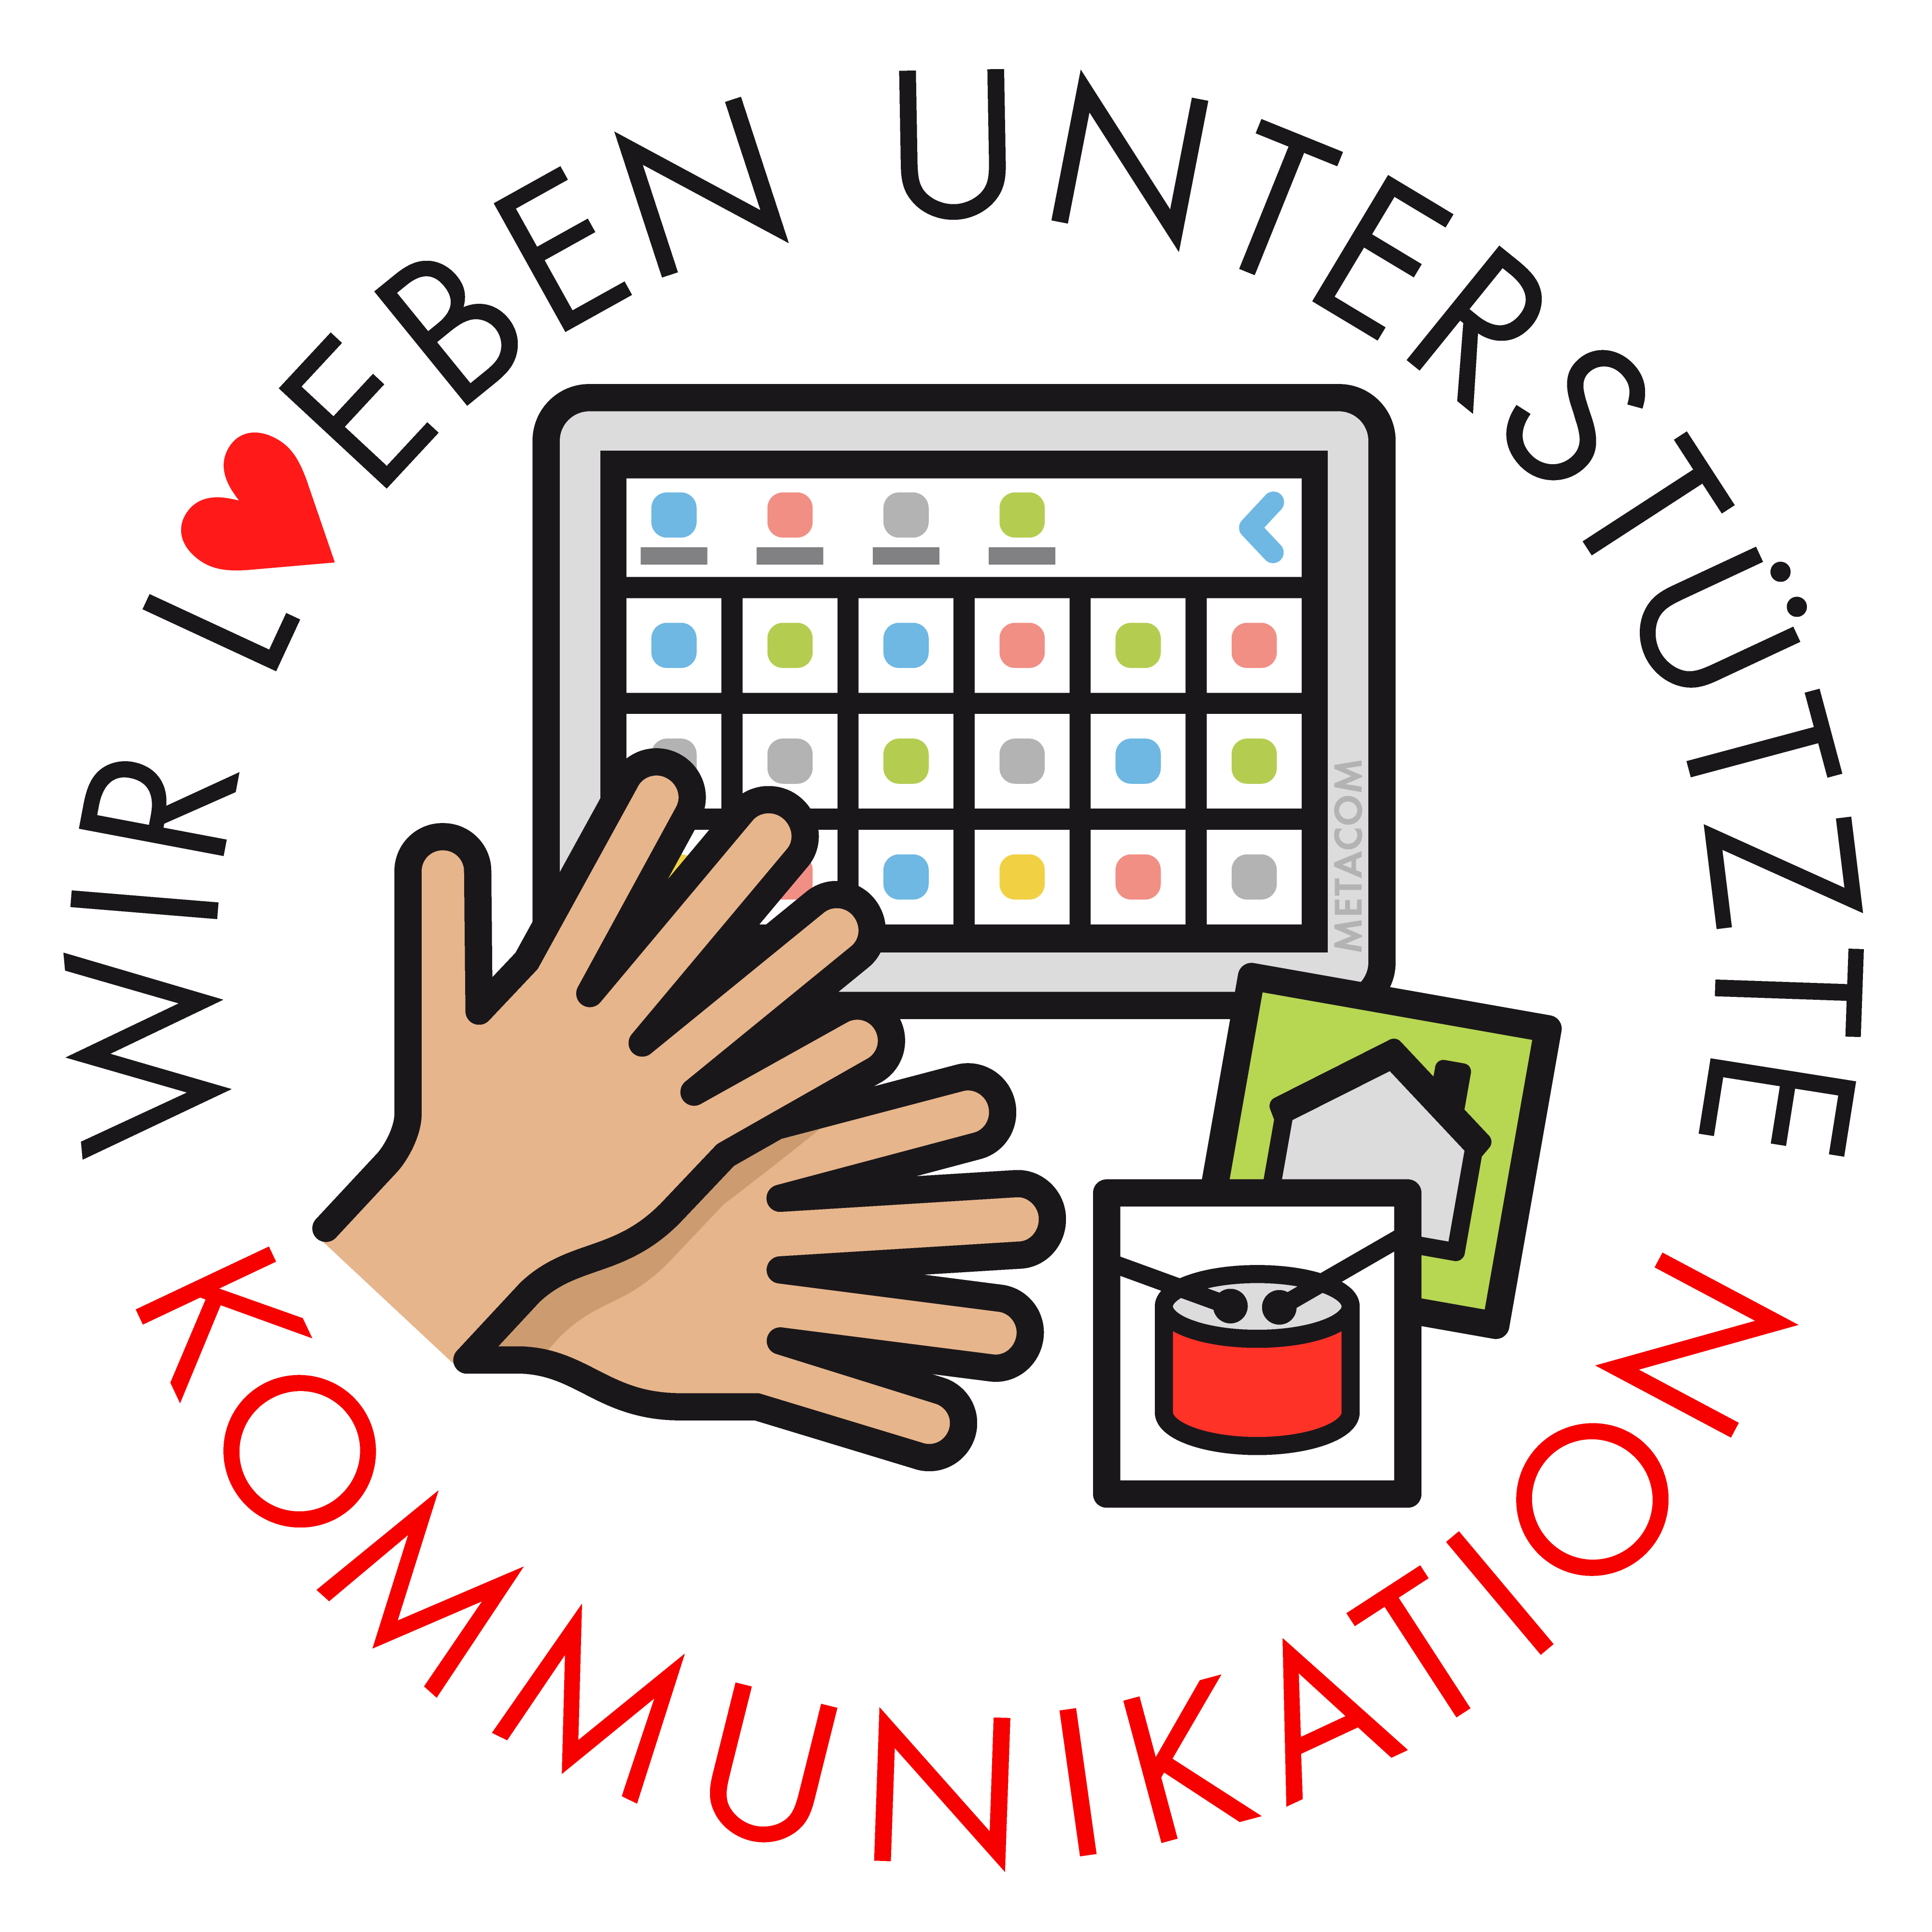 WIR L❤EBEN UNTERSTÜTZTE
KOMMUNIKATION
METACOM